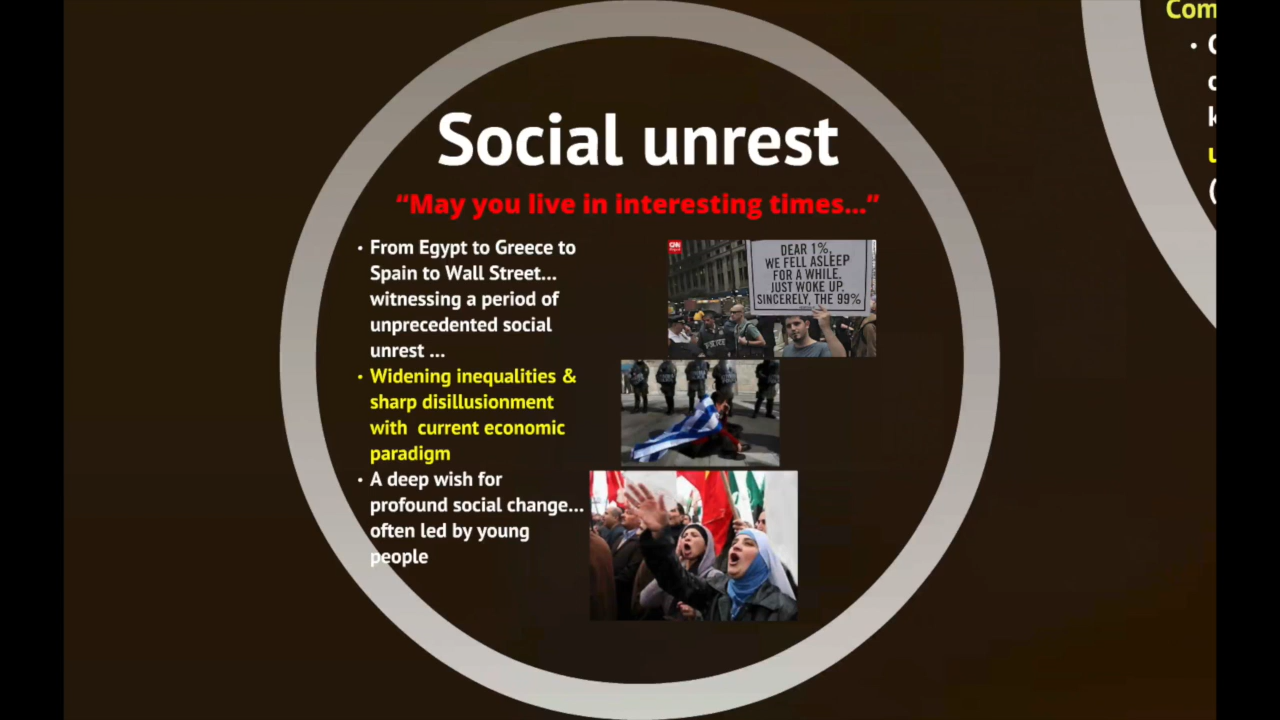 Com
Social unrest
“May you live in interesting times...”
• From Egypt to Greece to
Spain to Wall Street...
witnessing a period of
unprecedented social
unrest ...
• Widening inequalities &
sharp disillusionment
with current economic
paradigm
• A deep wish for
profound social change...
often led by young
people
CNN
DEAR 1%,
WE FELL ASLEEP
FOR A WHILE.
JUST WOKE UP.
SINCERELY, THE 99%
POLICE